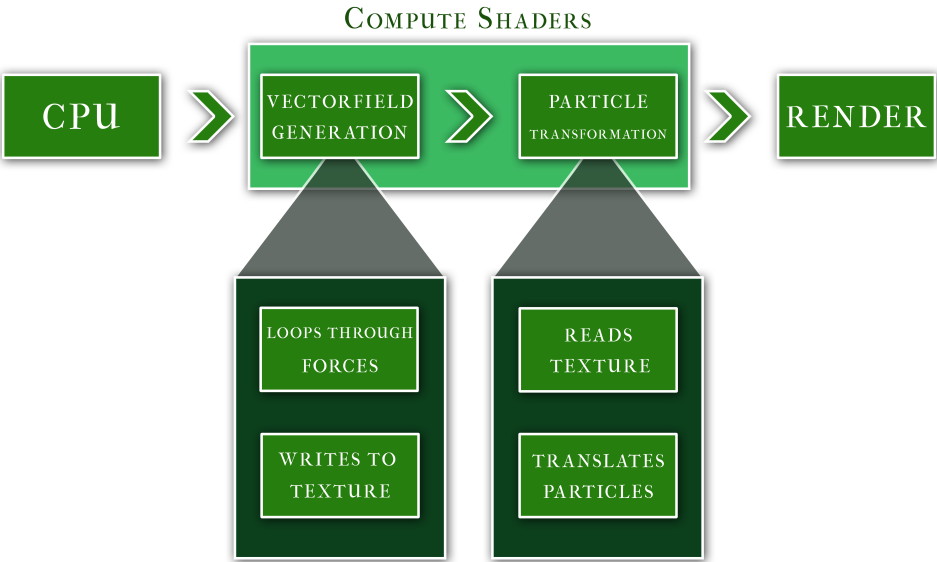 Compute Shaders
CPU
VECTORFIELD
GENERATION
PARTICLE
TRANSFORMATION
RENDER
LOOPS THROUGH
FORCES
WRITES TO
TEXTURE
READS
TEXTURE
TRANSLATES
PARTICLES